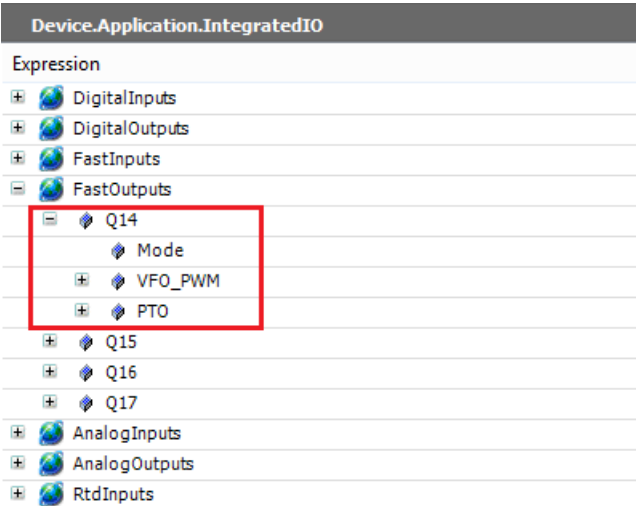 Device.Application.IntegratedIO
Expression
DigitalInputs
DigitalOutputs
FastInputs
FastOutputs
Q14
Mode
VFO_PWM
PTO
Q15
Q16
Q17
AnalogInputs
AnalogOutputs
RtdInputs